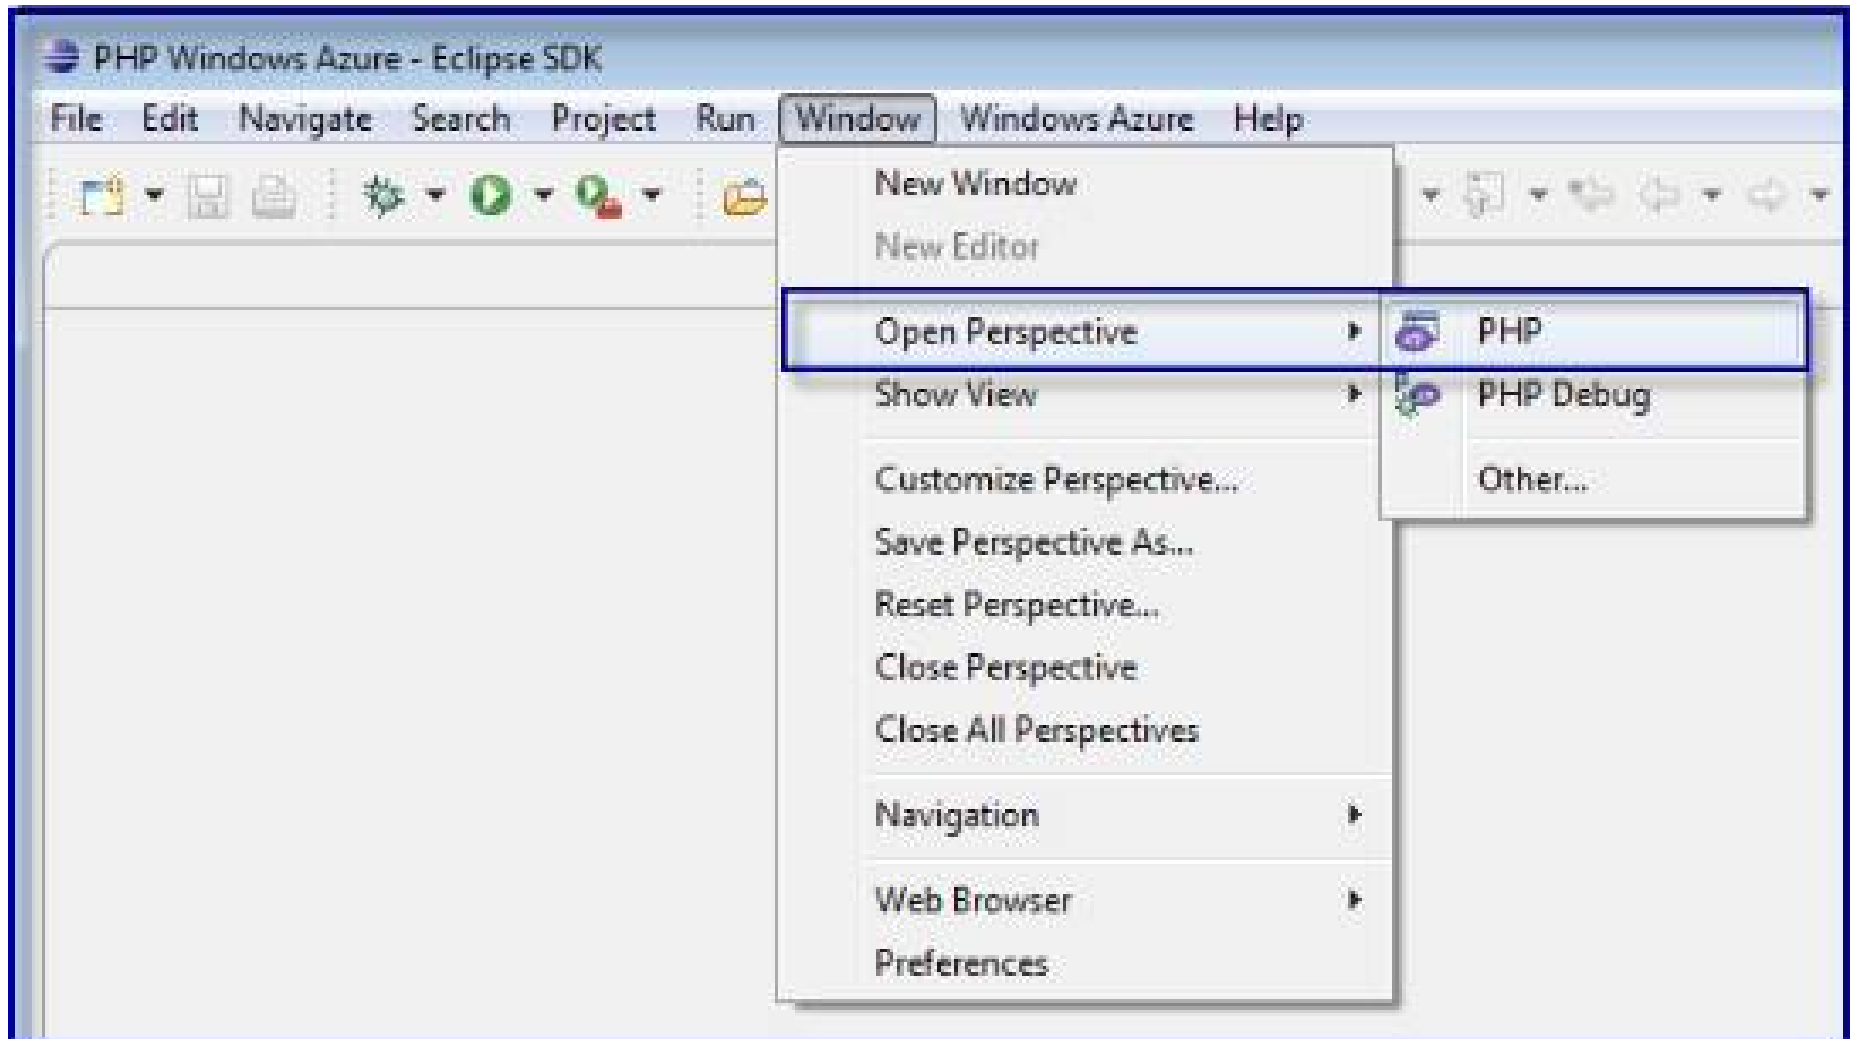 PHP Windows Azure - Eclipse SDK
File Edit Navigate Search Project Run Window Windows Azure Help
New Window
New Editor
Open Perspective
Show View
Customize Perspective...
Save Perspective As...
Reset Perspective...
Close Perspective
Close All Perspectives
Navigation
Web Browser
Preferences
PHP
PHP Debug
Other...